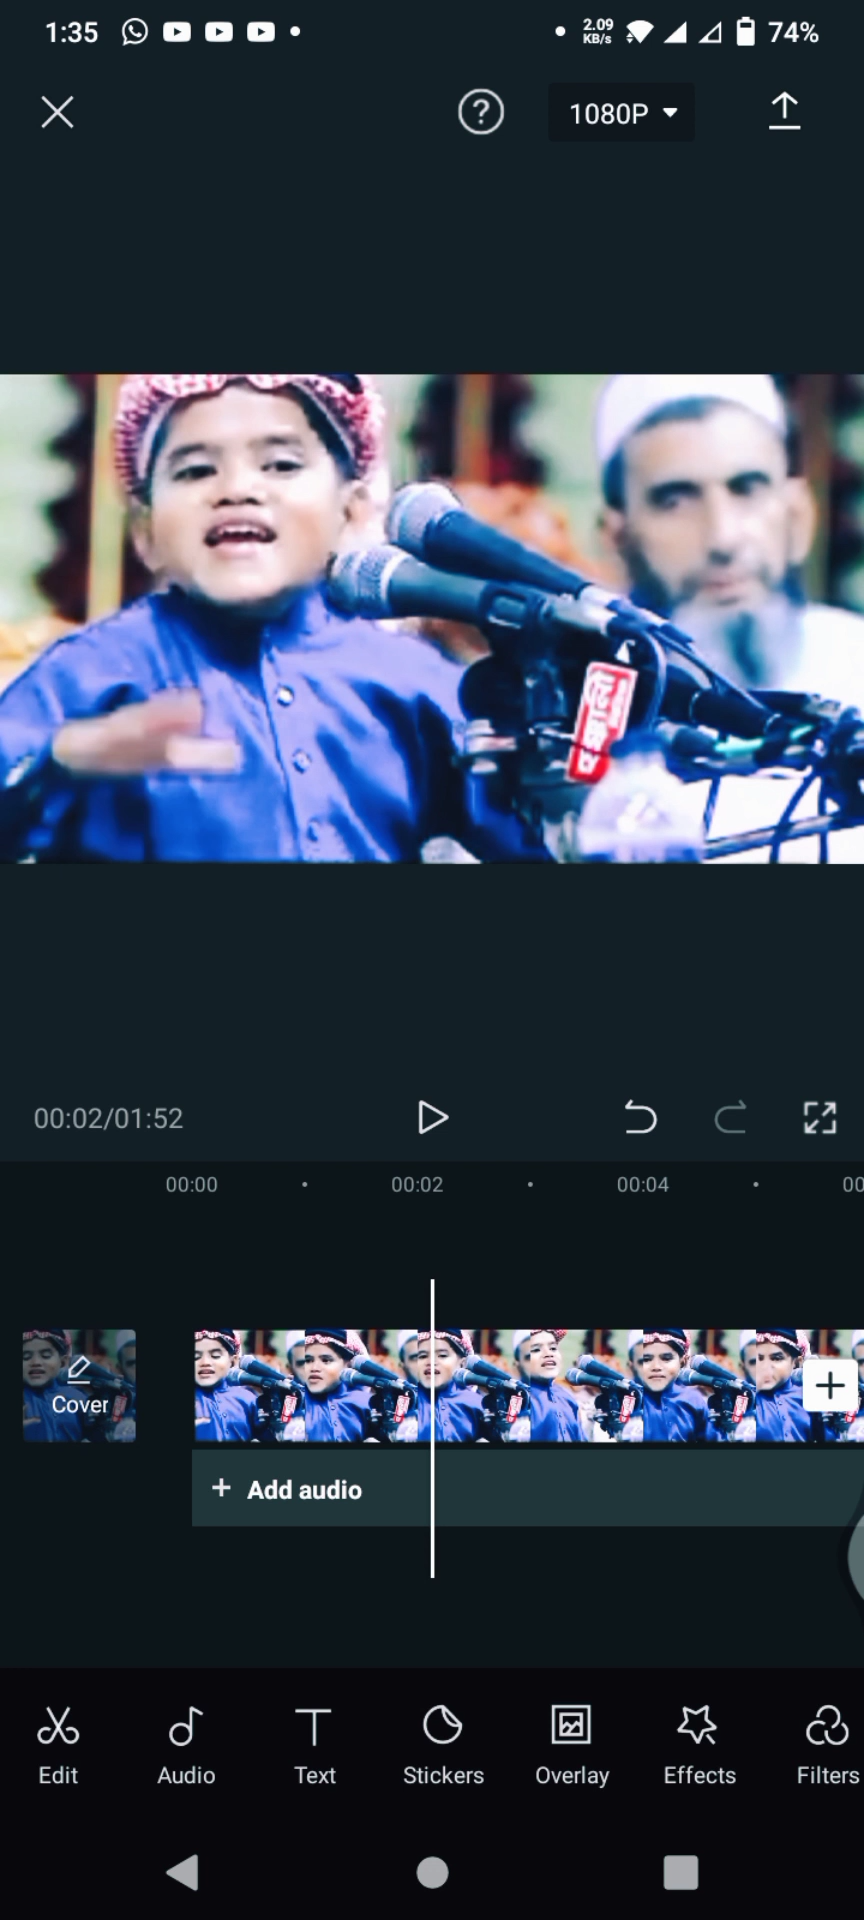 1:35
2.09
KB/s
74%
?
1080P
00:02/01:52
00:00
00:02
00:04
00
Cover
+ Add audio
Edit
Audio
Text
Stickers
Overlay
Effects
Filters